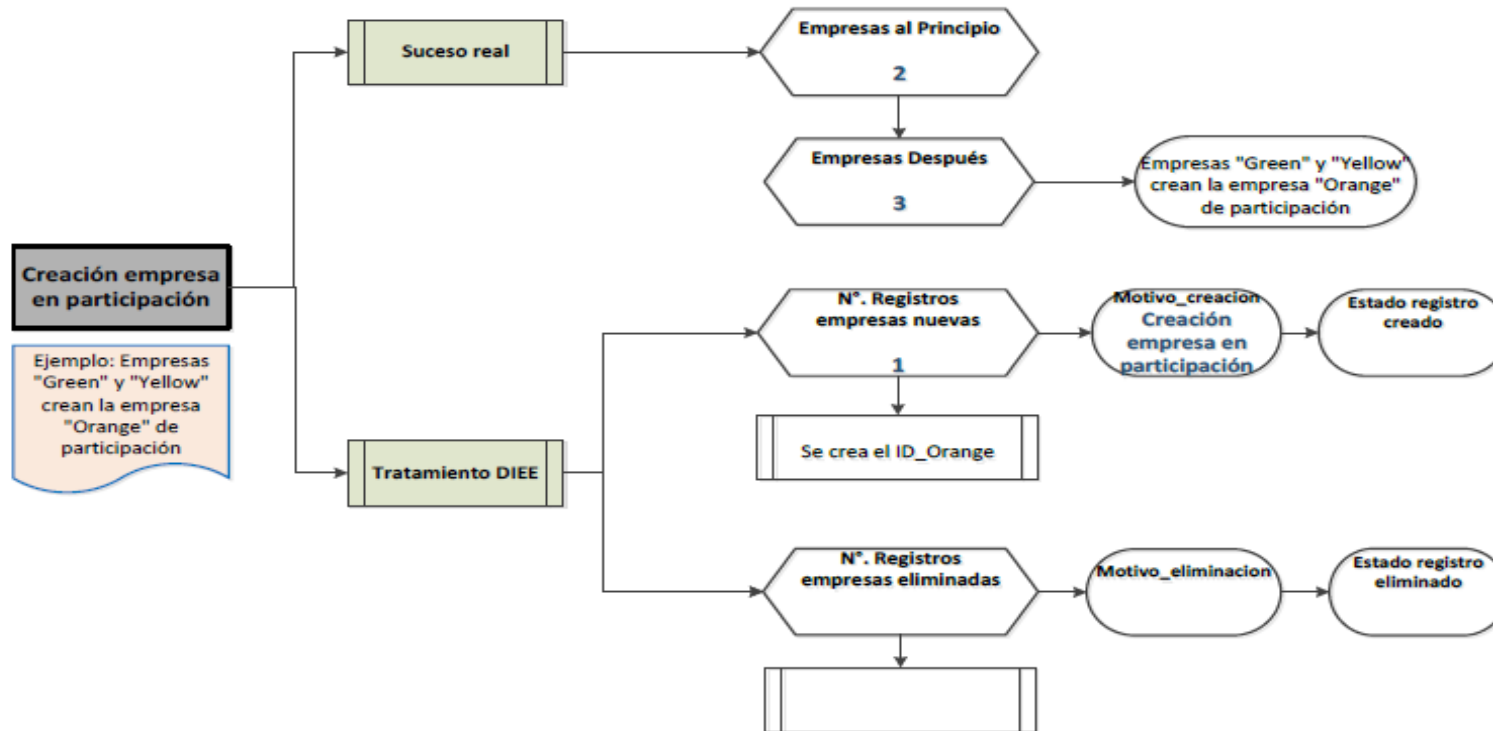 Suceso real
Empresas al Principio
2
Empresas Después
3
Empresas "Green" y "Yellow"
crean la empresa "Orange"
de participación
Creación empresa
en participación
Ejemplo: Empresas
"Green" y "Yellow"
crean la empresa
"Orange" de
participación
Tratamiento DIEE
N°. Registros
empresas nuevas
1
Motivo_creacion
Creación
empresa en
participación
Estado registro
creado
Se crea el ID_Orange
N°. Registros
empresas eliminadas
Motivo_eliminacion
Estado registro
eliminado